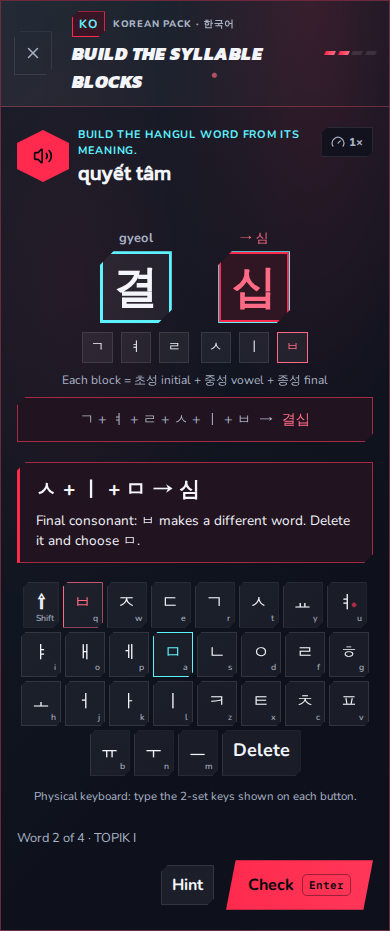 KO KOREAN PACK · 한국어
BUILD THE SYLLABLE
BLOCKS
BUILD THE HANGUL WORD FROM ITS
MEANING.
1×
quyết tâm
gyeol → 심
결 십
ㄱ ㅕ ㄹ ㅅ ㅣ ㅂ
Each block = 초성 initial + 중성 vowel + 종성 final
ㄱ + ㅕ + ㄹ + ㅅ + ㅣ + ㅂ → 결십
ㅅ + ㅣ + ㅁ → 심
Final consonant: ㅂ makes a different word. Delete
it and choose ㅁ.
⇧ Shift ㅂ q ㅈ w ㄷ e ㄱ r ㅅ t ㅛ y ㅕ u
ㅑ i ㅐ o ㅔ p ㅁ a ㄴ s ㅇ d ㄹ f ㅎ g
ㅗ h ㅓ j ㅏ k ㅣ l ㅋ z ㅌ x ㅊ c ㅍ v
ㅠ b ㅜ n ㅡ m Delete
Physical keyboard: type the 2-set keys shown on each button.
Word 2 of 4 · TOPIK I
Hint Check Enter